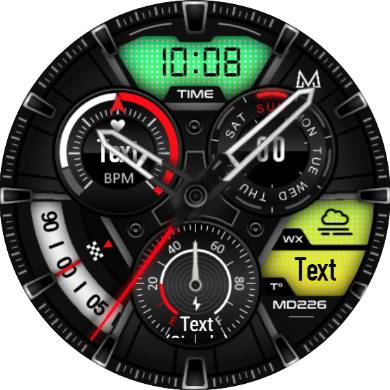 10:08
TIME
SAT SUN MON TUE WED THU
Text
00
BPM
90 100 05
WX
Text
T°
MD226
20 40 60 80
E F
Text